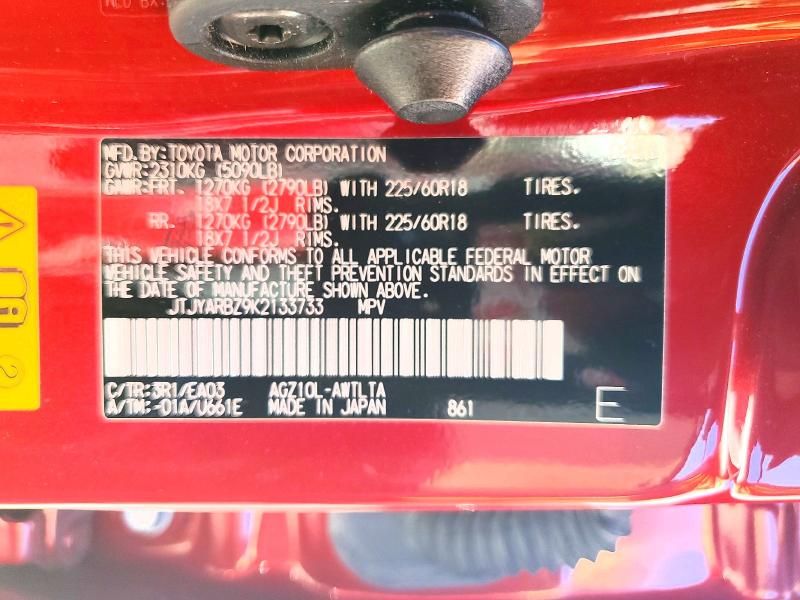 MFD.BY:TOYOTA MOTOR CORPORATION
GVWR:2310KG (5090LB)
GAWR:FRT. 1270KG (2790LB) WITH 225/60R18 TIRES.
18X7 1/2J RIMS.
RR. 1270KG (2790LB) WITH 225/60R18 TIRES.
18X7 1/2J RIMS.
THIS VEHICLE CONFORMS TO ALL APPLICABLE FEDERAL MOTOR
VEHICLE SAFETY AND THEFT PREVENTION STANDARDS IN EFFECT ON
THE DATE OF MANUFACTURE SHOWN ABOVE.
JTJYARBZ9K2133733 MPV
C/TR:3R1/EA03 AGZ10L-AWTLTA
A/TM:-01A/U661E MADE IN JAPAN 861 E
2